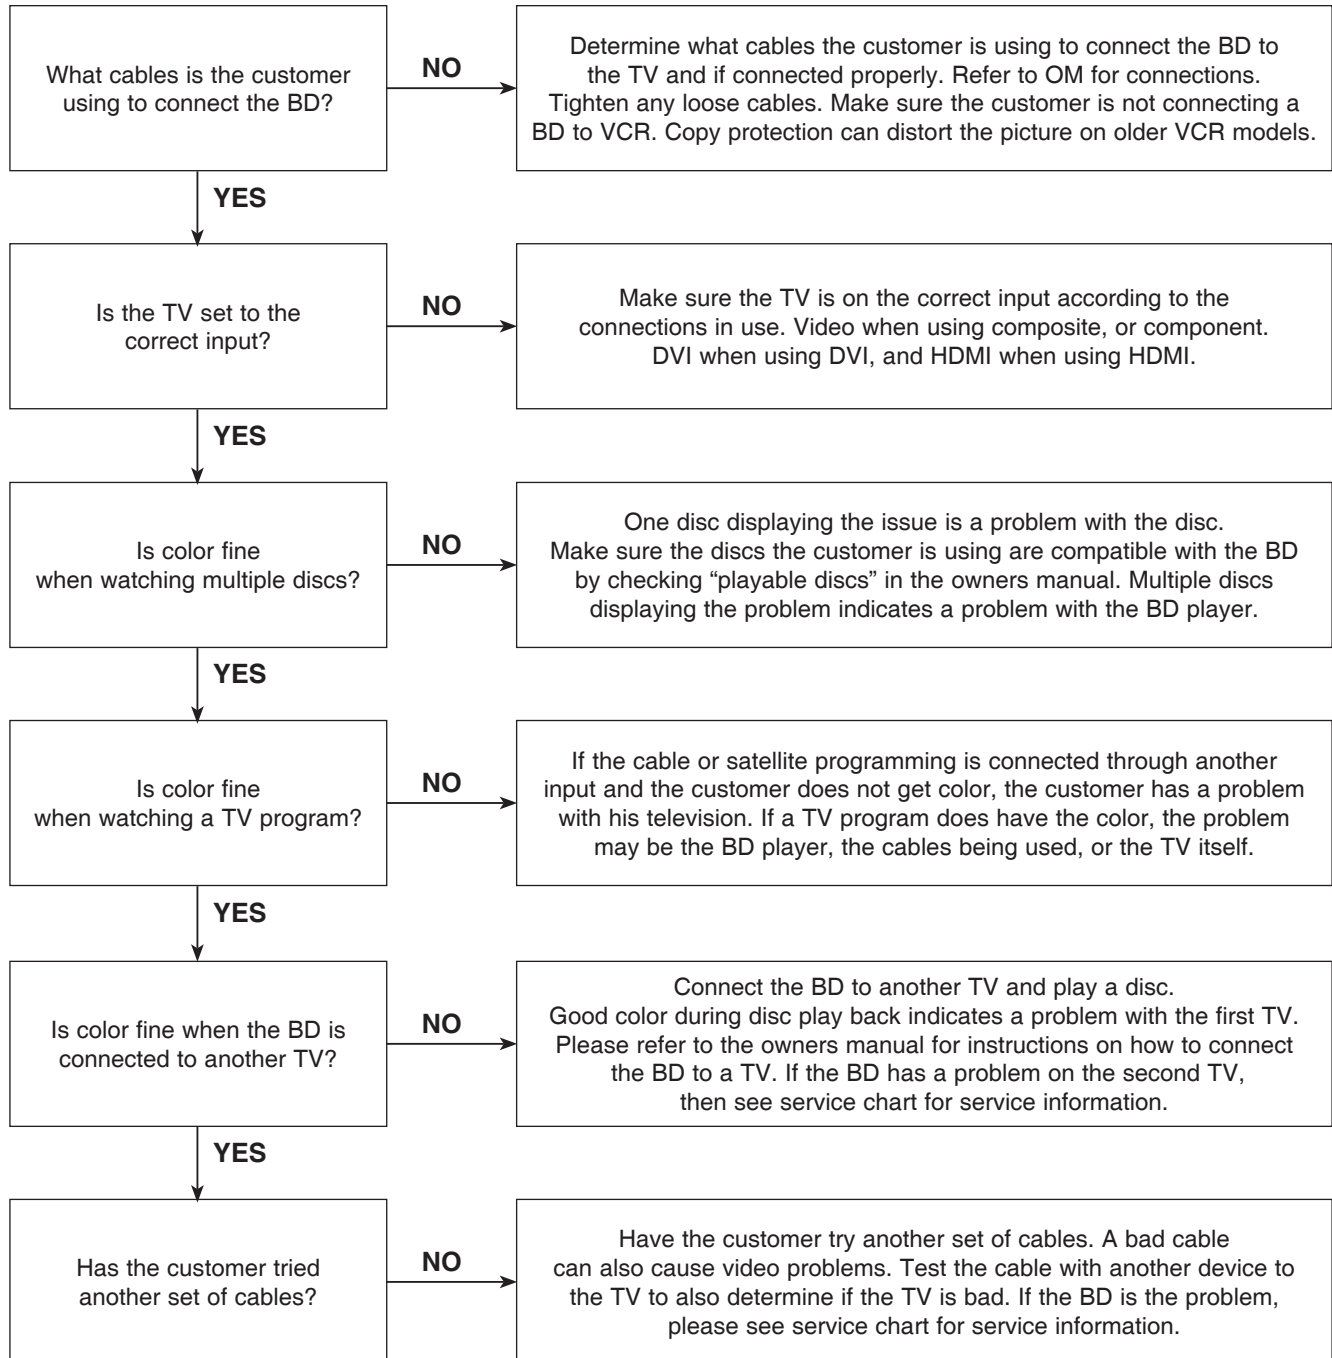 What cables is the customer
using to connect the BD?
NO
Determine what cables the customer is using to connect the BD to
the TV and if connected properly. Refer to OM for connections.
Tighten any loose cables. Make sure the customer is not connecting a
BD to VCR. Copy protection can distort the picture on older VCR models.
YES
Is the TV set to the
correct input?
NO
Make sure the TV is on the correct input according to the
connections in use. Video when using composite, or component.
DVI when using DVI, and HDMI when using HDMI.
YES
Is color fine
when watching multiple discs?
NO
One disc displaying the issue is a problem with the disc.
Make sure the discs the customer is using are compatible with the BD
by checking “playable discs” in the owners manual. Multiple discs
displaying the problem indicates a problem with the BD player.
YES
Is color fine
when watching a TV program?
NO
If the cable or satellite programming is connected through another
input and the customer does not get color, the customer has a problem
with his television. If a TV program does have the color, the problem
may be the BD player, the cables being used, or the TV itself.
YES
Is color fine when the BD is
connected to another TV?
NO
Connect the BD to another TV and play a disc.
Good color during disc play back indicates a problem with the first TV.
Please refer to the owners manual for instructions on how to connect
the BD to a TV. If the BD has a problem on the second TV,
then see service chart for service information.
YES
Has the customer tried
another set of cables?
NO
Have the customer try another set of cables. A bad cable
can also cause video problems. Test the cable with another device to
the TV to also determine if the TV is bad. If the BD is the problem,
please see service chart for service information.